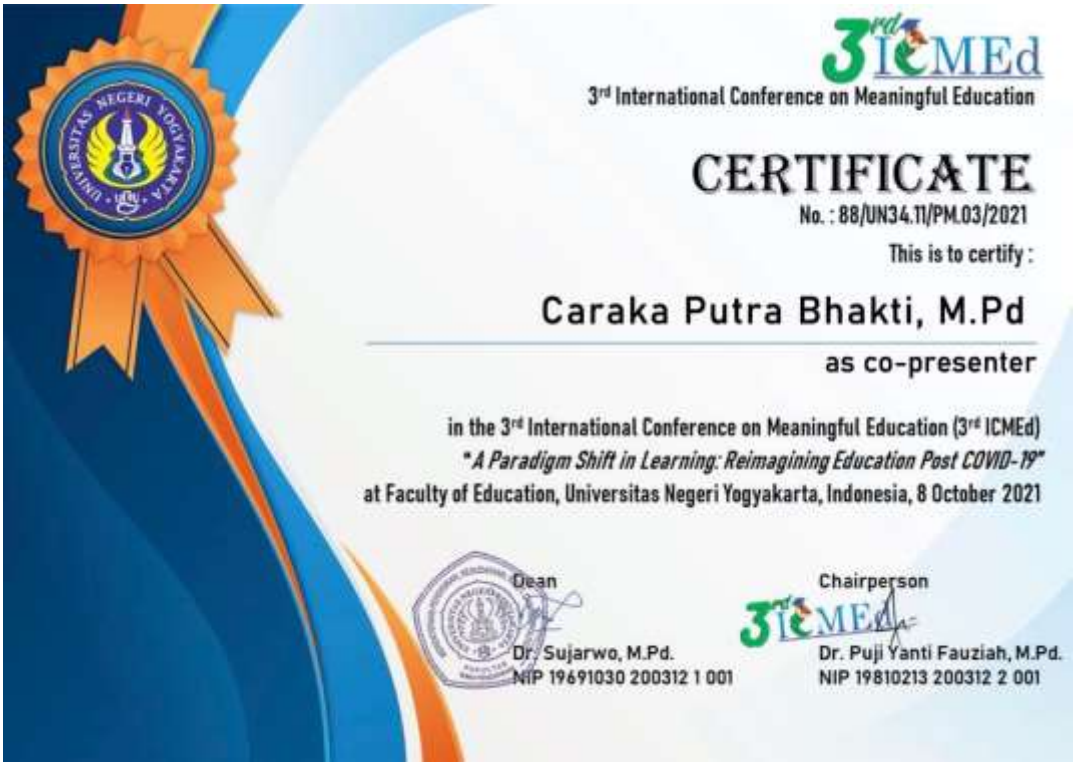 3rd ICMEd
3rd International Conference on Meaningful Education
UNIVERSITAS NEGERI YOGYAKARTA
UNY
CERTIFICATE
No. : 88/UN34.11/PM.03/2021
This is to certify :
Caraka Putra Bhakti, M.Pd
as co-presenter
in the 3rd International Conference on Meaningful Education (3rd ICMEd)
"A Paradigm Shift in Learning: Reimagining Education Post COVID-19"
at Faculty of Education, Universitas Negeri Yogyakarta, Indonesia, 8 October 2021
Dean
Dr. Sujarwo, M.Pd.
NIP 19691030 200312 1 001
FAKULTAS
Chairperson
3rd ICMEd
Dr. Puji Yanti Fauziah, M.Pd.
NIP 19810213 200312 2 001